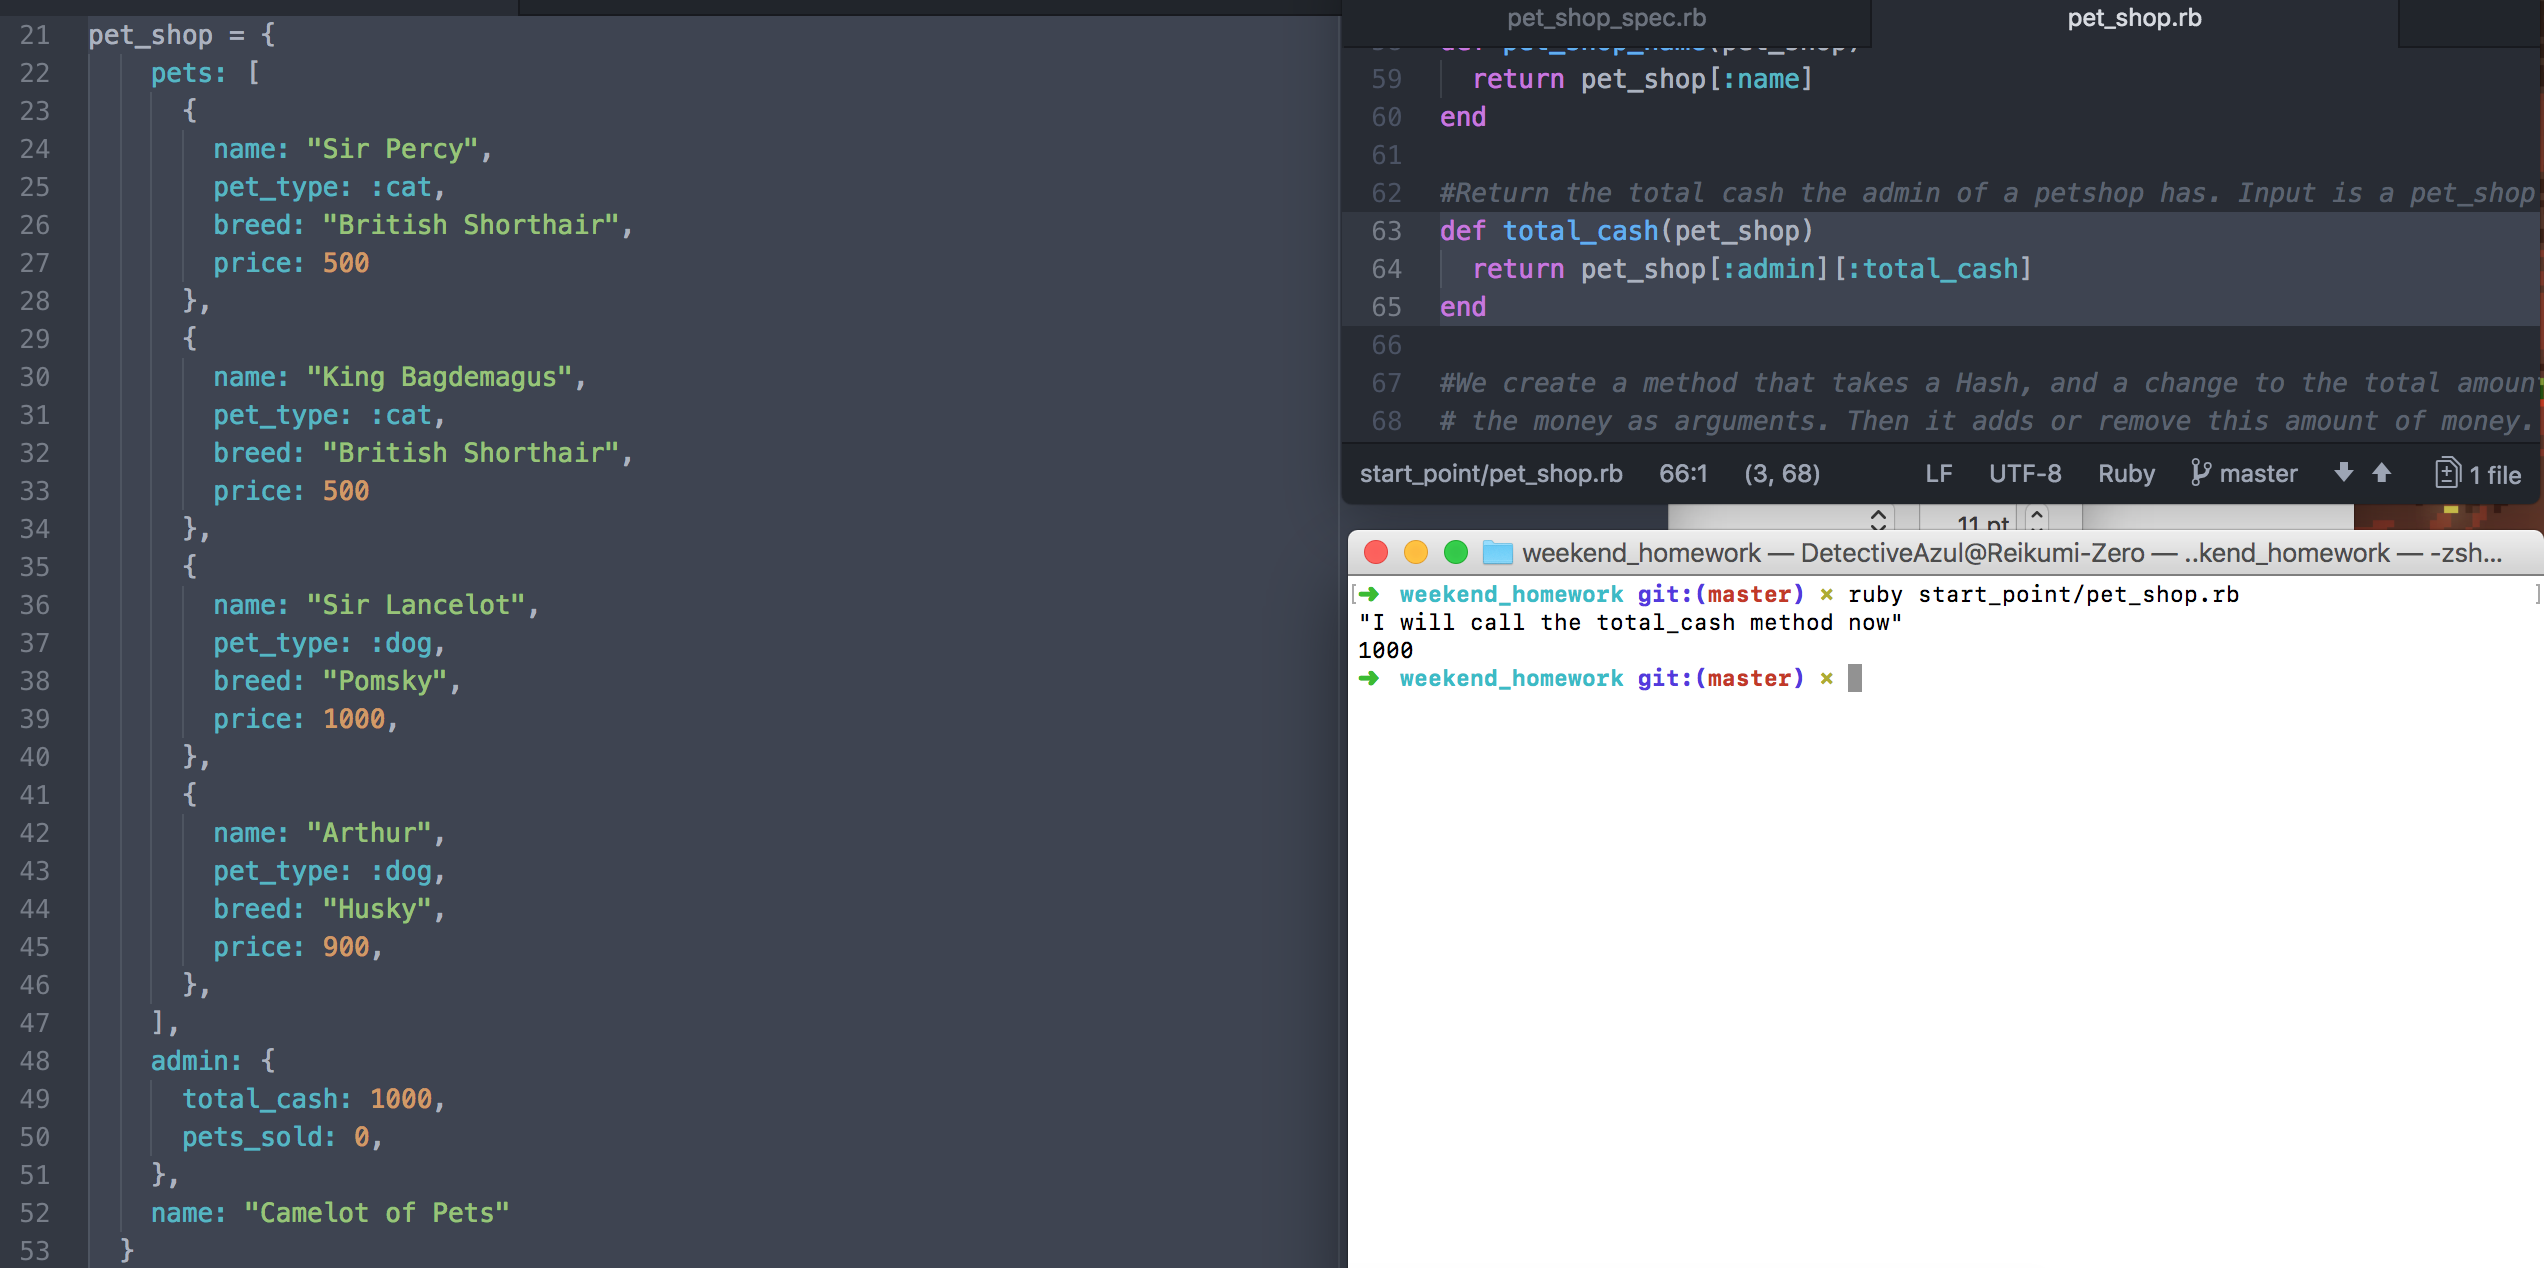 21 pet_shop = {
22 pets: [
23 {
24 name: "Sir Percy",
25 pet_type: :cat,
26 breed: "British Shorthair",
27 price: 500
28 },
29 {
30 name: "King Bagdemagus",
31 pet_type: :cat,
32 breed: "British Shorthair",
33 price: 500
34 },
35 {
36 name: "Sir Lancelot",
37 pet_type: :dog,
38 breed: "Pomsky",
39 price: 1000,
40 },
41 {
42 name: "Arthur",
43 pet_type: :dog,
44 breed: "Husky",
45 price: 900,
46 },
47 ],
48 admin: {
49 total_cash: 1000,
50 pets_sold: 0,
51 },
52 name: "Camelot of Pets"
53 }
pet_shop_spec.rb pet_shop.rb
58 def pet_shop_name(pet_shop)
59 return pet_shop[:name]
60 end
61
62 #Return the total cash the admin of a petshop has. Input is a pet_shop
63 def total_cash(pet_shop)
64 return pet_shop[:admin][:total_cash]
65 end
66
67 #We create a method that takes a Hash, and a change to the total amoun
68 # the money as arguments. Then it adds or remove this amount of money.
start_point/pet_shop.rb 66:1 (3, 68) LF UTF-8 Ruby master 1 file
11 pt
weekend_homework — DetectiveAzul@Reikumi-Zero — ..kend_homework — -zsh...
[➜ weekend_homework git:(master) × ruby start_point/pet_shop.rb ]
"I will call the total_cash method now"
1000
➜ weekend_homework git:(master) ×